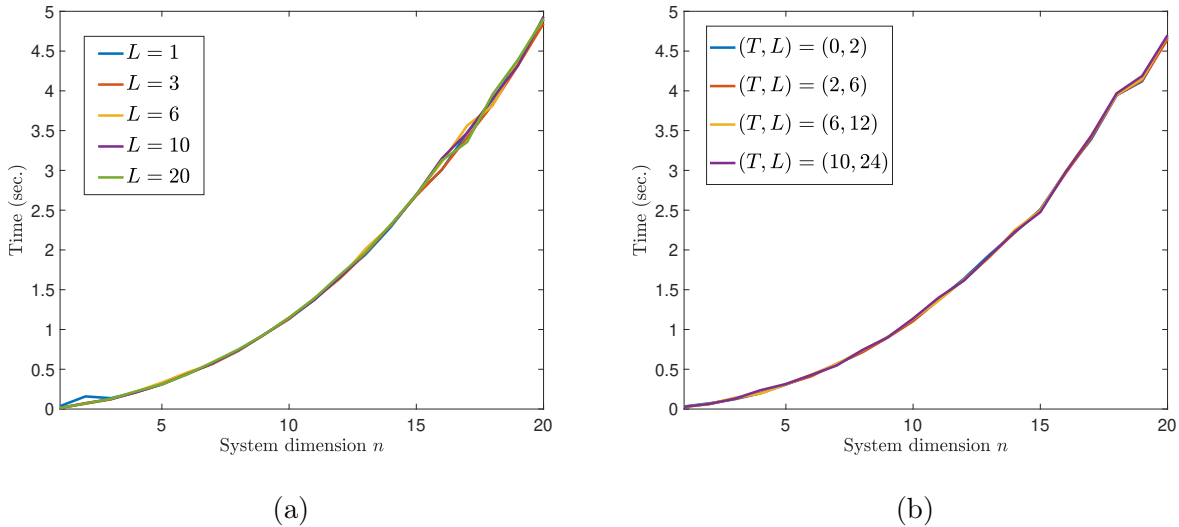 5
4.5
4
3.5
3
2.5
2
1.5
1
0.5
0
Time (sec.)
L = 1
L = 3
L = 6
L = 10
L = 20
5 10 15 20
System dimension n
(a)
5
4.5
4
3.5
3
2.5
2
1.5
1
0.5
0
Time (sec.)
(T, L) = (0, 2)
(T, L) = (2, 6)
(T, L) = (6, 12)
(T, L) = (10, 24)
5 10 15 20
System dimension n
(b)